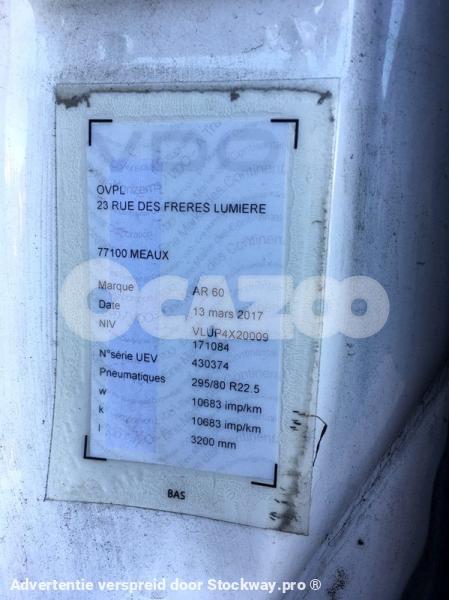 VDO
OVPL
23 RUE DES FRERES LUMIERE
77100 MEAUX
Marque AR 60
Date 13 mars 2017
NIV VLUP4X20009
171084
N°série UEV 430374
Pneumatiques 295/80 R22.5
w 10683 imp/km
k 10683 imp/km
l 3200 mm
BAS
OCAZOO
Advertentie verspreid door Stockway.pro ®